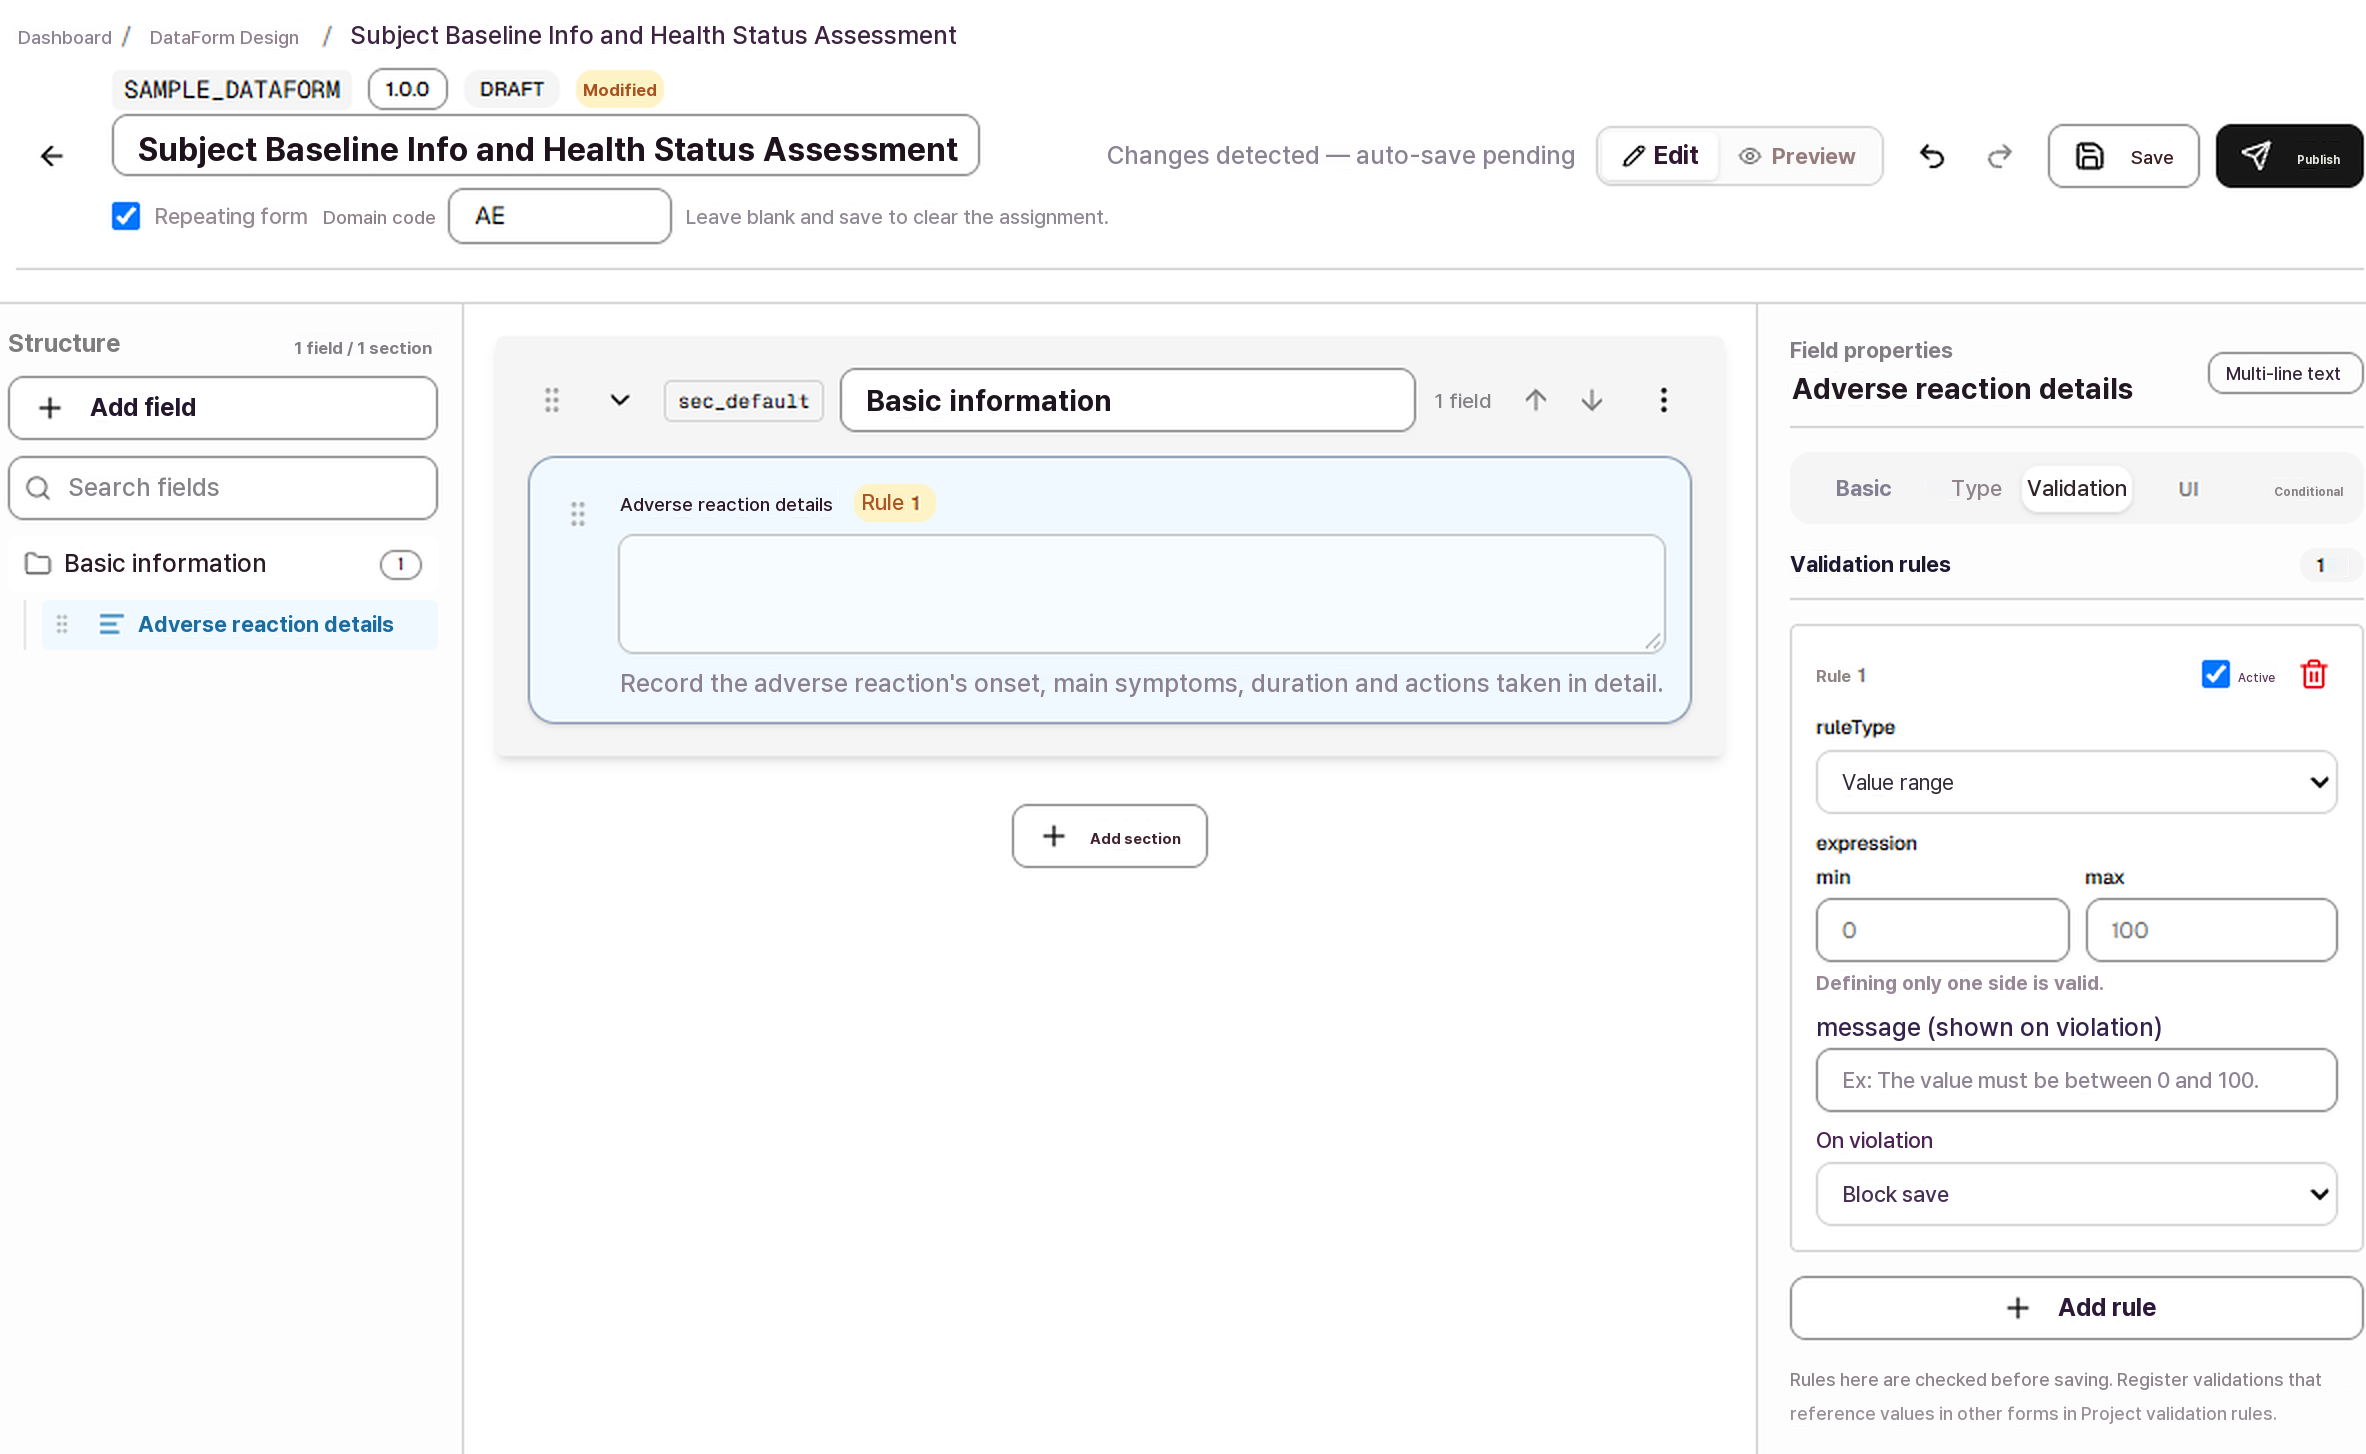 Dashboard / DataForm Design / Subject Baseline Info and Health Status Assessment
SAMPLE_DATAFORM 1.0.0 DRAFT Modified
Subject Baseline Info and Health Status Assessment
Changes detected — auto-save pending Edit Preview Save Publish
Repeating form Domain code AE Leave blank and save to clear the assignment.
Structure 1 field / 1 section
Add field
Search fields
Basic information 1
Adverse reaction details
sec_default Basic information 1 field
Adverse reaction details Rule 1
Record the adverse reaction's onset, main symptoms, duration and actions taken in detail.
Add section
Field properties
Adverse reaction details Multi-line text
Basic Type Validation UI Conditional
Validation rules 1
Rule 1 Active
ruleType
Value range
expression
min max
0 100
Defining only one side is valid.
message (shown on violation)
Ex: The value must be between 0 and 100.
On violation
Block save
Add rule
Rules here are checked before saving. Register validations that
reference values in other forms in Project validation rules.